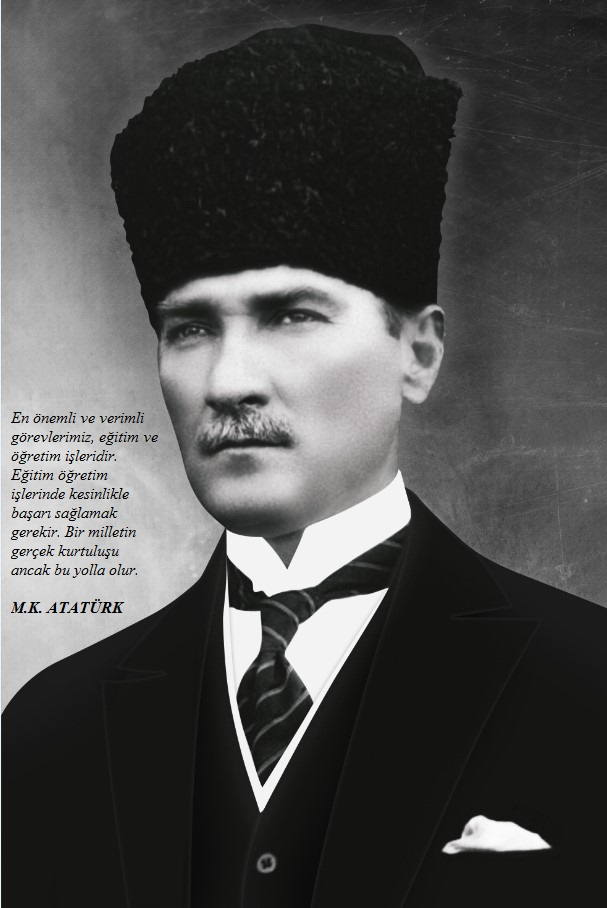 En önemli ve verimli
görevlerimiz, eğitim ve
öğretim işleridir.
Eğitim öğretim
işlerinde kesinlikle
başarı sağlamak
gerekir. Bir milletin
gerçek kurtuluşu
ancak bu yolla olur.
M.K. ATATÜRK